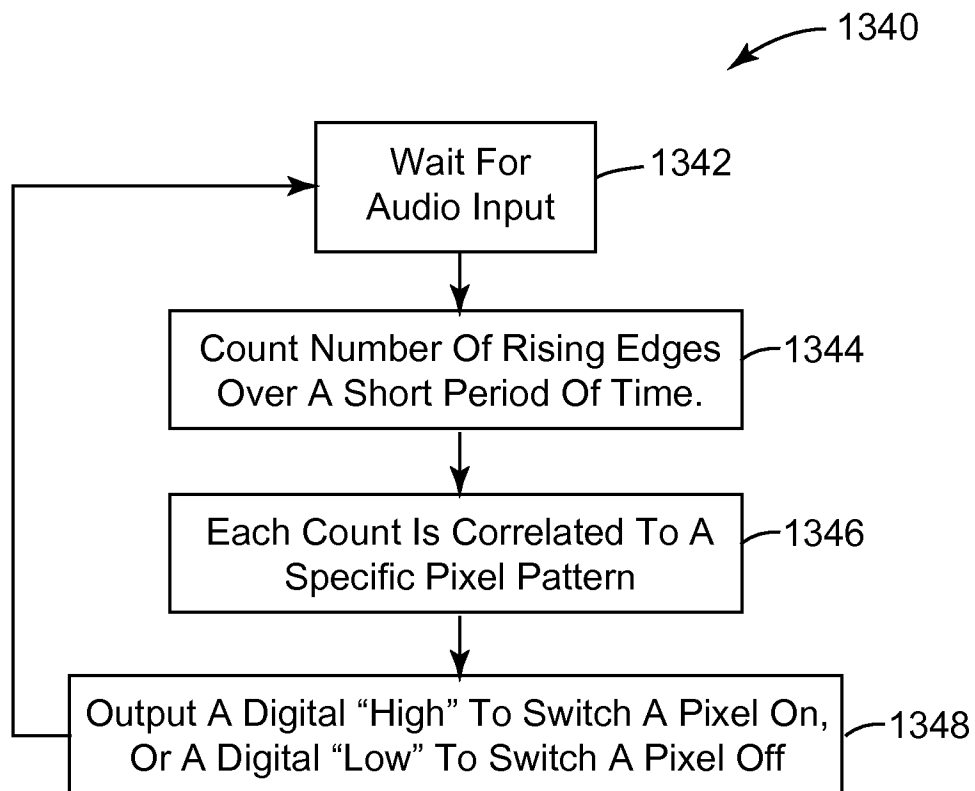 1340
Wait For
Audio Input
1342
Count Number Of Rising Edges
Over A Short Period Of Time.
1344
Each Count Is Correlated To A
Specific Pixel Pattern
1346
Output A Digital “High” To Switch A Pixel On,
Or A Digital “Low” To Switch A Pixel Off
1348